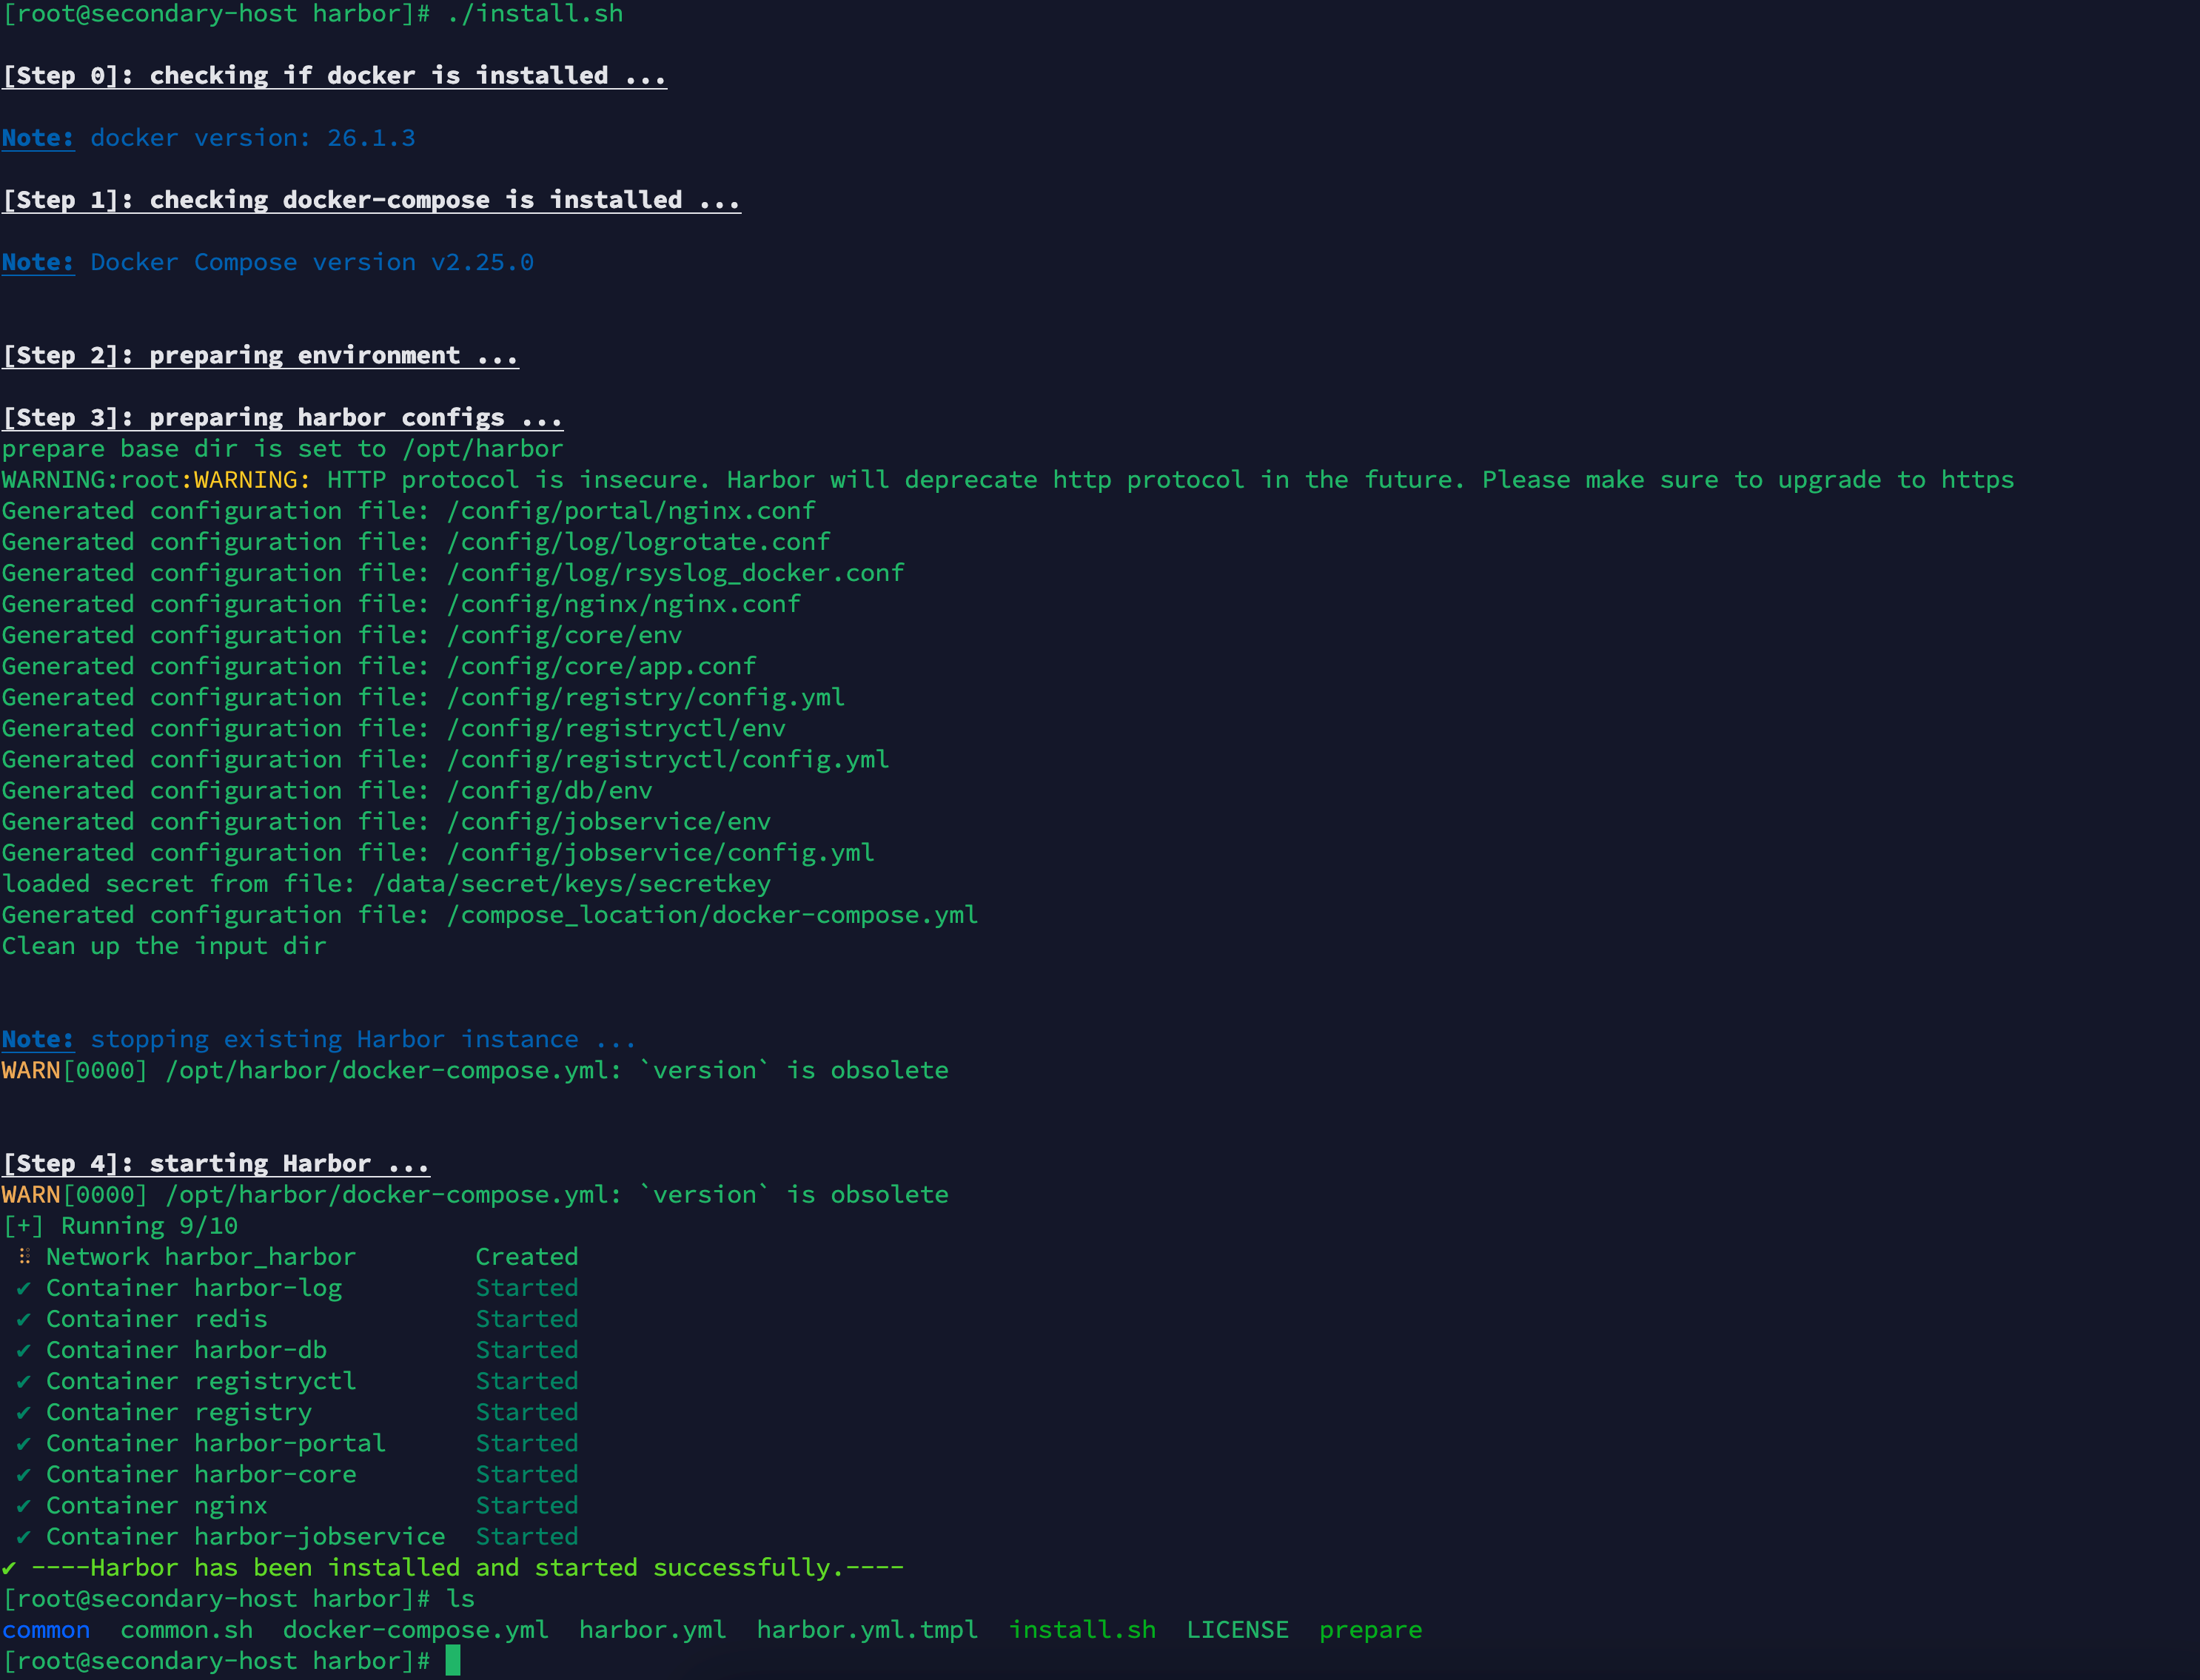 [root@secondary-host harbor]# ./install.sh
[Step 0]: checking if docker is installed ...
Note: docker version: 26.1.3
[Step 1]: checking docker-compose is installed ...
Note: Docker Compose version v2.25.0
[Step 2]: preparing environment ...
[Step 3]: preparing harbor configs ...
prepare base dir is set to /opt/harbor
WARNING:root:WARNING: HTTP protocol is insecure. Harbor will deprecate http protocol in the future. Please make sure to upgrade to https
Generated configuration file: /config/portal/nginx.conf
Generated configuration file: /config/log/logrotate.conf
Generated configuration file: /config/log/rsyslog_docker.conf
Generated configuration file: /config/nginx/nginx.conf
Generated configuration file: /config/core/env
Generated configuration file: /config/core/app.conf
Generated configuration file: /config/registry/config.yml
Generated configuration file: /config/registryctl/env
Generated configuration file: /config/registryctl/config.yml
Generated configuration file: /config/db/env
Generated configuration file: /config/jobservice/env
Generated configuration file: /config/jobservice/config.yml
loaded secret from file: /data/secret/keys/secretkey
Generated configuration file: /compose_location/docker-compose.yml
Clean up the input dir
Note: stopping existing Harbor instance ...
WARN[0000] /opt/harbor/docker-compose.yml: `version` is obsolete
[Step 4]: starting Harbor ...
WARN[0000] /opt/harbor/docker-compose.yml: `version` is obsolete
[+] Running 9/10
⠿ Network harbor_harbor Created
✔ Container harbor-log Started
✔ Container redis Started
✔ Container harbor-db Started
✔ Container registryctl Started
✔ Container registry Started
✔ Container harbor-portal Started
✔ Container harbor-core Started
✔ Container nginx Started
✔ Container harbor-jobservice Started
✔ ----Harbor has been installed and started successfully.----
[root@secondary-host harbor]# ls
common common.sh docker-compose.yml harbor.yml harbor.yml.tmpl install.sh LICENSE prepare
[root@secondary-host harbor]#